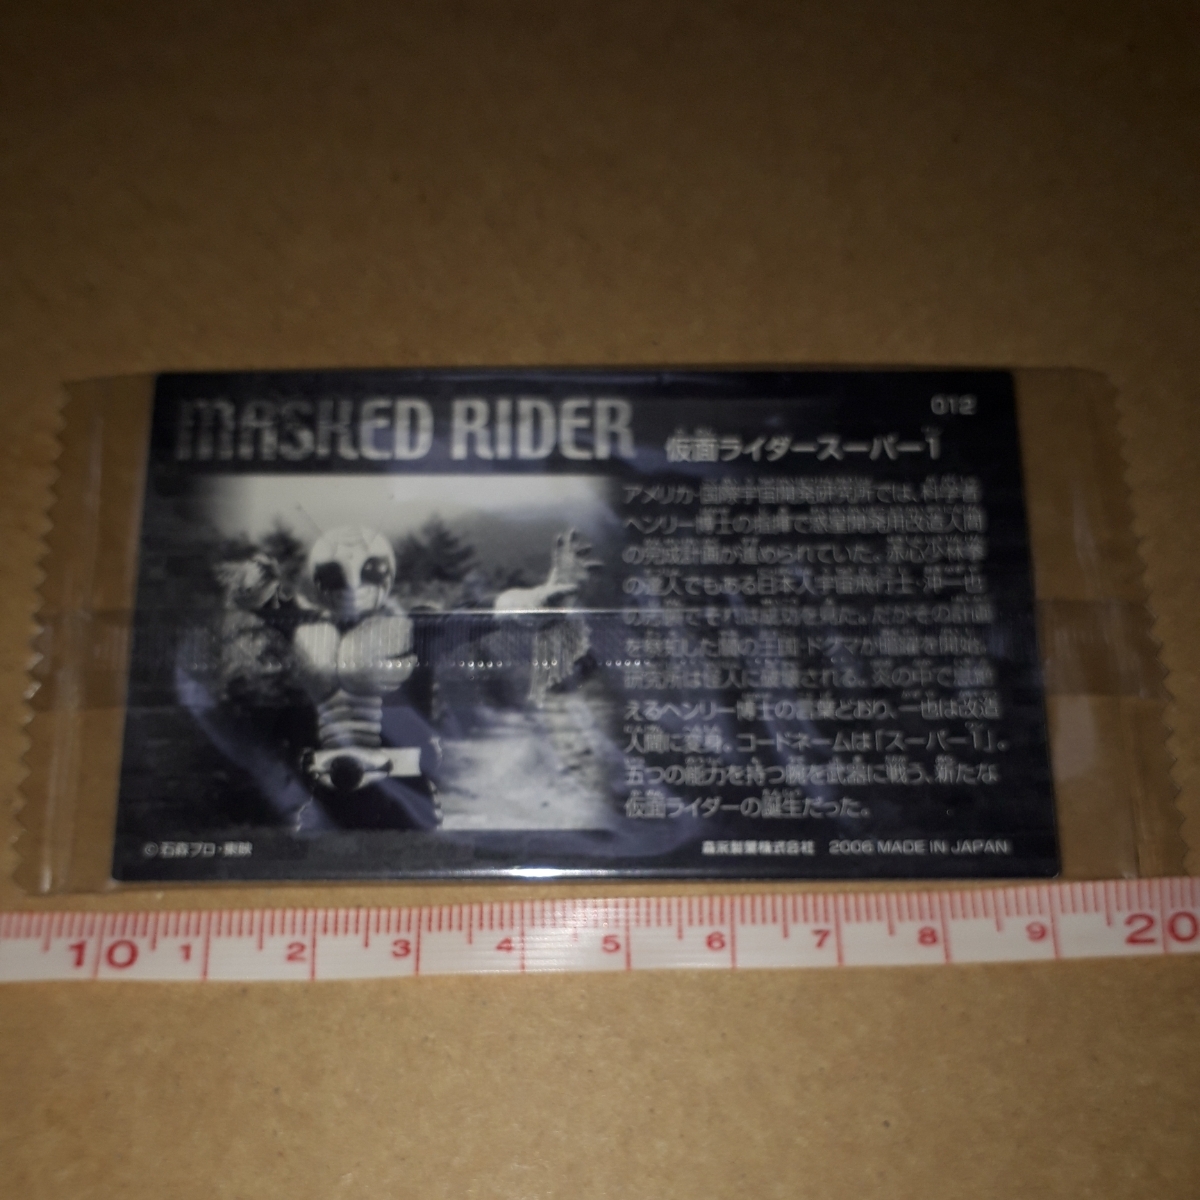 MASKED RIDER
012
仮面ライダースーパー1
アメリカ・国際宇宙開発研究所では、科学者
ヘンリー博士の指揮で惑星開発用改造人間
の完成計画が進められていた。赤心少林拳
の達人でもある日本人宇宙飛行士・沖一也
の志願でそれは成功を見た。だがその計画
を察知した闇の王国・ドグマが暗躍を開始。
研究所は怪人に破壊される。炎の中で息絶
えるヘンリー博士の言葉どおり、一也は改造
人間に変身。コードネームは「スーパー1」。
五つの能力を持つ腕を武器に戦う、新たな
仮面ライダーの誕生だった。
©石森プロ・東映
森永製菓株式会社 2006 MADE IN JAPAN
10 1 2 3 4 5 6 7 8 9 20